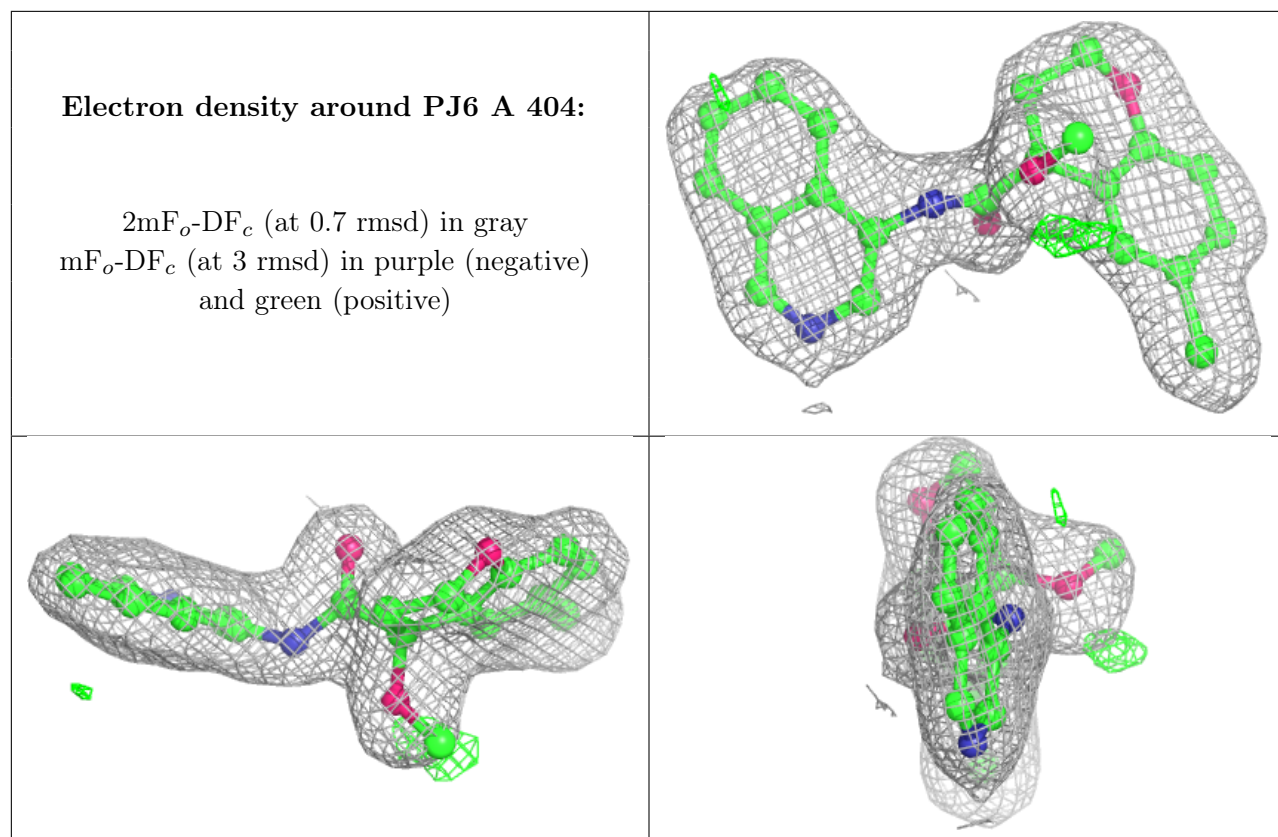 Electron density around PJ6 A 404:
2mFo-DFc (at 0.7 rmsd) in gray
mFo-DFc (at 3 rmsd) in purple (negative)
and green (positive)